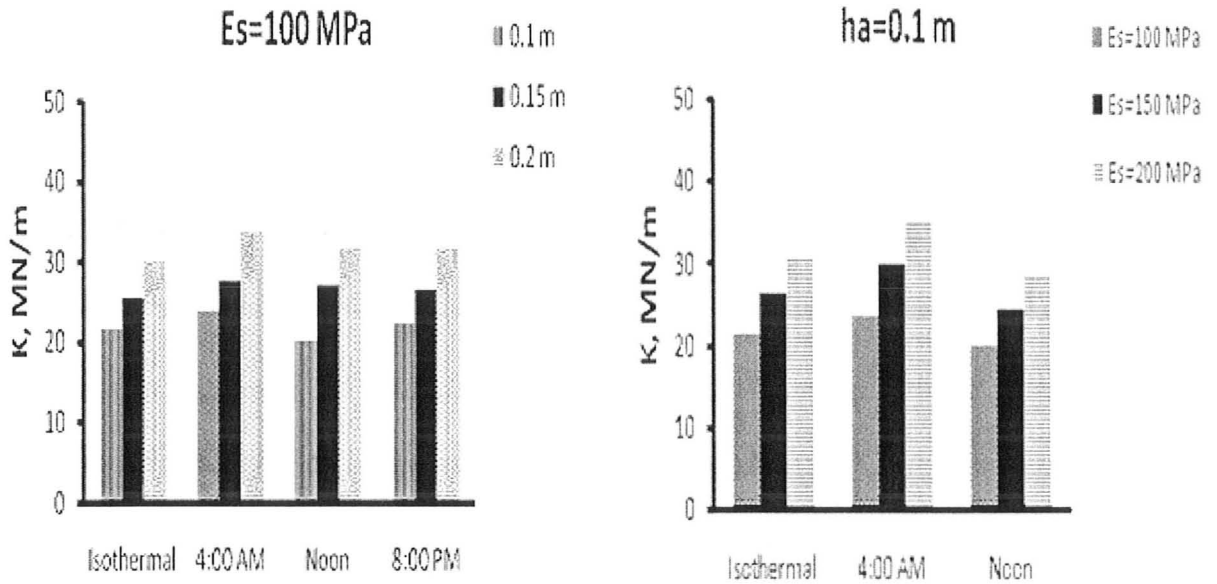 Es=100 MPa
0.1 m
0.15 m
0.2 m
K, MN/m
50
40
30
20
10
0
Isothermal 4:00 AM Noon 8:00 PM
ha=0.1 m
Es=100 MPa
Es=150 MPa
Es=200 MPa
K, MN/m
50
40
30
20
10
0
Isothermal 4:00 AM Noon